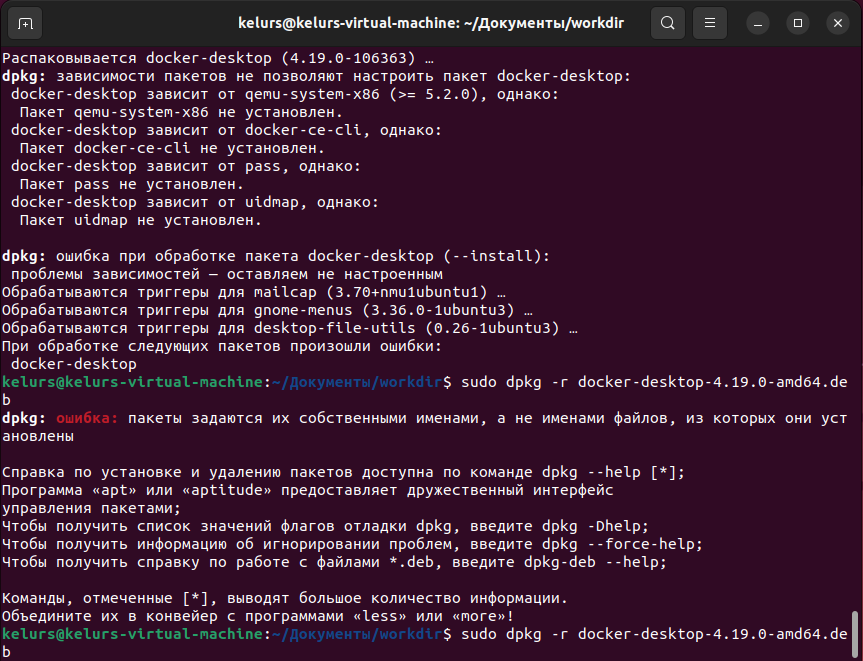 kelurs@kelurs-virtual-machine: ~/Документы/workdir
Распаковывается docker-desktop (4.19.0-106363) …
dpkg: зависимости пакетов не позволяют настроить пакет docker-desktop:
 docker-desktop зависит от qemu-system-x86 (>= 5.2.0), однако:
  Пакет qemu-system-x86 не установлен.
 docker-desktop зависит от docker-ce-cli, однако:
  Пакет docker-ce-cli не установлен.
 docker-desktop зависит от pass, однако:
  Пакет pass не установлен.
 docker-desktop зависит от uidmap, однако:
  Пакет uidmap не установлен.

dpkg: ошибка при обработке пакета docker-desktop (--install):
 проблемы зависимостей — оставляем не настроенным
Обрабатываются триггеры для mailcap (3.70+nmu1ubuntu1) …
Обрабатываются триггеры для gnome-menus (3.36.0-1ubuntu3) …
Обрабатываются триггеры для desktop-file-utils (0.26-1ubuntu3) …
При обработке следующих пакетов произошли ошибки:
 docker-desktop
kelurs@kelurs-virtual-machine:~/Документы/workdir$ sudo dpkg -r docker-desktop-4.19.0-amd64.de
b
dpkg: ошибка: пакеты задаются их собственными именами, а не именами файлов, из которых они уст
ановлены

Справка по установке и удалению пакетов доступна по команде dpkg --help [*];
Программа «apt» или «aptitude» предоставляет дружественный интерфейс
управления пакетами;
Чтобы получить список значений флагов отладки dpkg, введите dpkg -Dhelp;
Чтобы получить информацию об игнорировании проблем, введите dpkg --force-help;
Чтобы получить справку по работе с файлами *.deb, введите dpkg-deb --help;

Команды, отмеченные [*], выводят большое количество информации.
Объедините их в конвейер с программами «less» или «more»!
kelurs@kelurs-virtual-machine:~/Документы/workdir$ sudo dpkg -r docker-desktop-4.19.0-amd64.de
b